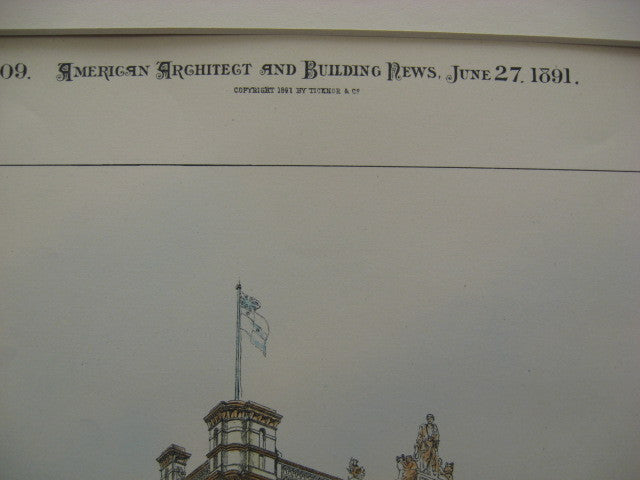 09. American Architect and Building News, June 27, 1891.
COPYRIGHT 1891 BY TICKNOR & Co